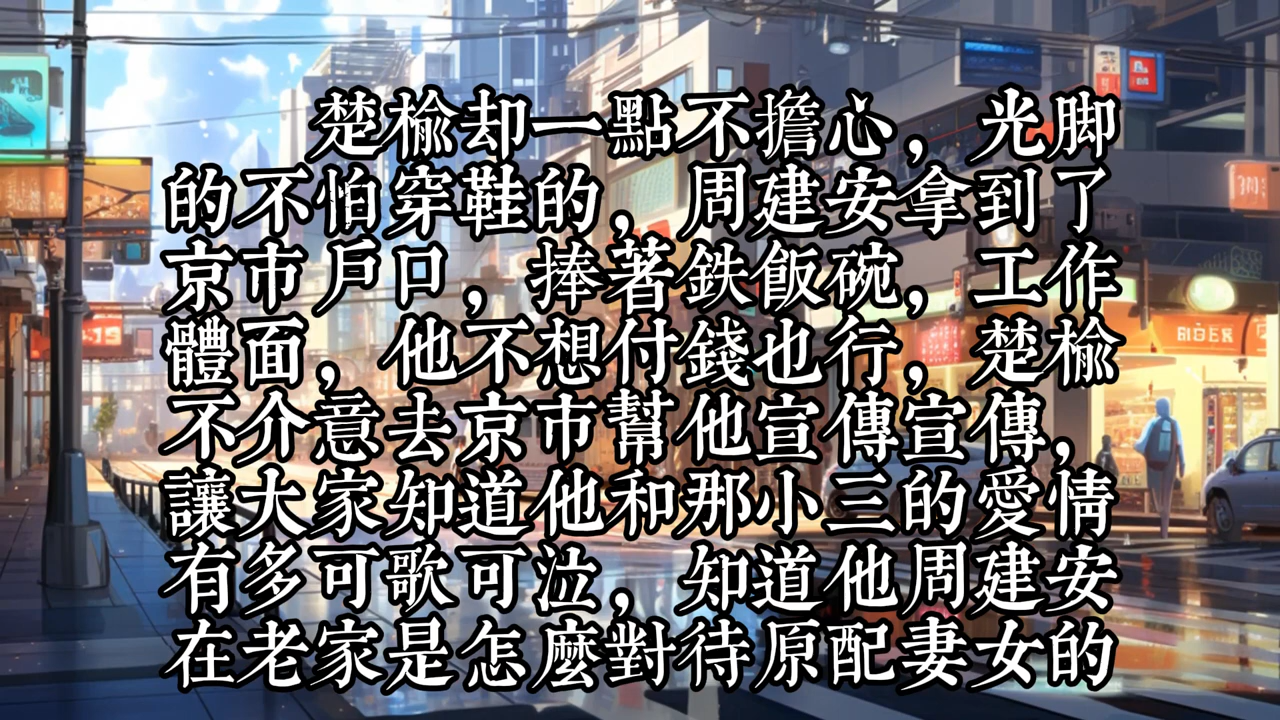 楚榆却一點不擔心，光脚
的不怕穿鞋的，周建安拿到了
京市戶口，捧著鉄飯碗，工作
體面，他不想付錢也行，楚榆
不介意去京市幫他宣傳宣傳，
讓大家知道他和那小三的愛情
有多可歌可泣，知道他周建安
在老家是怎麼對待原配妻女的